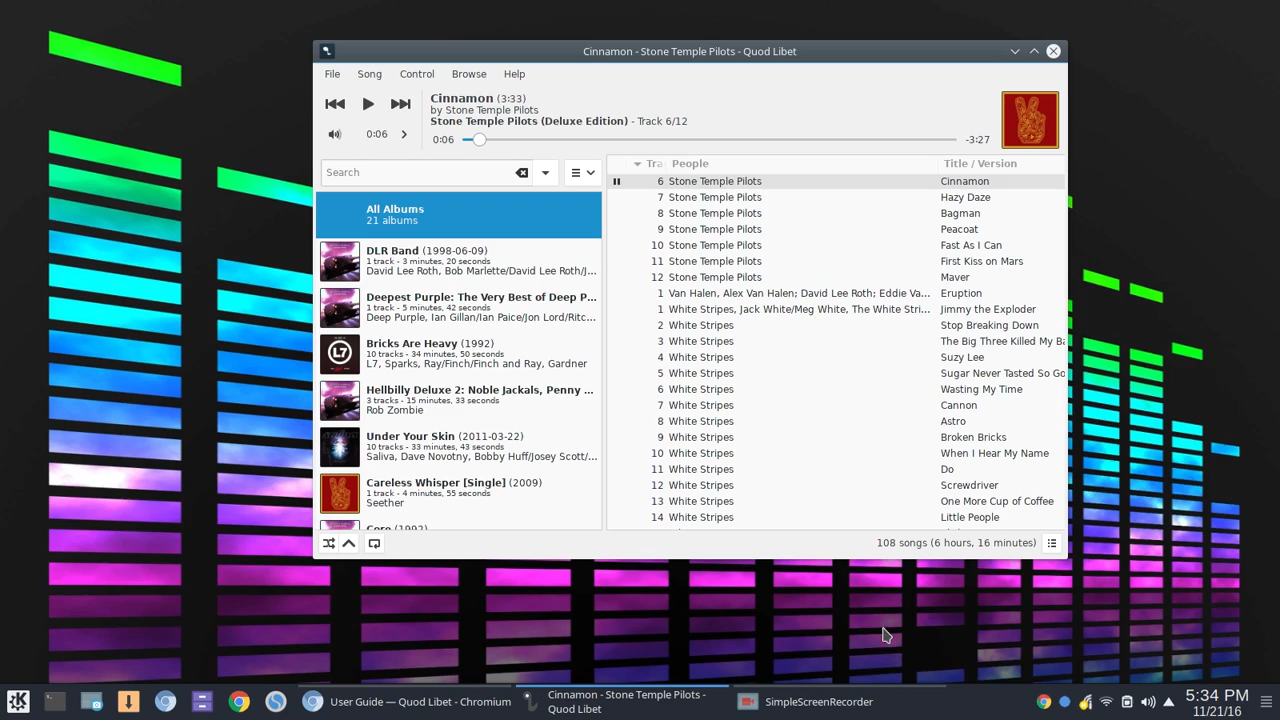 Cinnamon - Stone Temple Pilots - Quod Libet
File Song Control Browse Help
Cinnamon (3:33)
by Stone Temple Pilots
Stone Temple Pilots (Deluxe Edition) - Track 6/12
0:06
0:06
-3:27
Search
All Albums
21 albums
DLR Band (1998-06-09)
1 track - 3 minutes, 20 seconds
David Lee Roth, Bob Marlette/David Lee Roth/J...
Deepest Purple: The Very Best of Deep P...
1 track - 5 minutes, 42 seconds
Deep Purple, Ian Gillan/Ian Paice/Jon Lord/Ritc...
L7
Bricks Are Heavy (1992)
10 tracks - 34 minutes, 50 seconds
L7, Sparks, Ray/Finch/Finch and Ray, Gardner
Hellbilly Deluxe 2: Noble Jackals, Penny ...
3 tracks - 15 minutes, 33 seconds
Rob Zombie
Under Your Skin (2011-03-22)
10 tracks - 33 minutes, 43 seconds
Saliva, Dave Novotny, Bobby Huff/Josey Scott/...
Careless Whisper [Single] (2009)
1 track - 4 minutes, 55 seconds
Seether
Core (1992)
Tra People Title / Version
6 Stone Temple Pilots Cinnamon
7 Stone Temple Pilots Hazy Daze
8 Stone Temple Pilots Bagman
9 Stone Temple Pilots Peacoat
10 Stone Temple Pilots Fast As I Can
11 Stone Temple Pilots First Kiss on Mars
12 Stone Temple Pilots Maver
1 Van Halen, Alex Van Halen; David Lee Roth; Eddie Va... Eruption
1 White Stripes, Jack White/Meg White, The White Stri... Jimmy the Exploder
2 White Stripes Stop Breaking Down
3 White Stripes The Big Three Killed My Ba
4 White Stripes Suzy Lee
5 White Stripes Sugar Never Tasted So Go
6 White Stripes Wasting My Time
7 White Stripes Cannon
8 White Stripes Astro
9 White Stripes Broken Bricks
10 White Stripes When I Hear My Name
11 White Stripes Do
12 White Stripes Screwdriver
13 White Stripes One More Cup of Coffee
14 White Stripes Little People
108 songs (6 hours, 16 minutes)
User Guide — Quod Libet - Chromium
Cinnamon - Stone Temple Pilots -
Quod Libet
SimpleScreenRecorder
5:34 PM
11/21/16